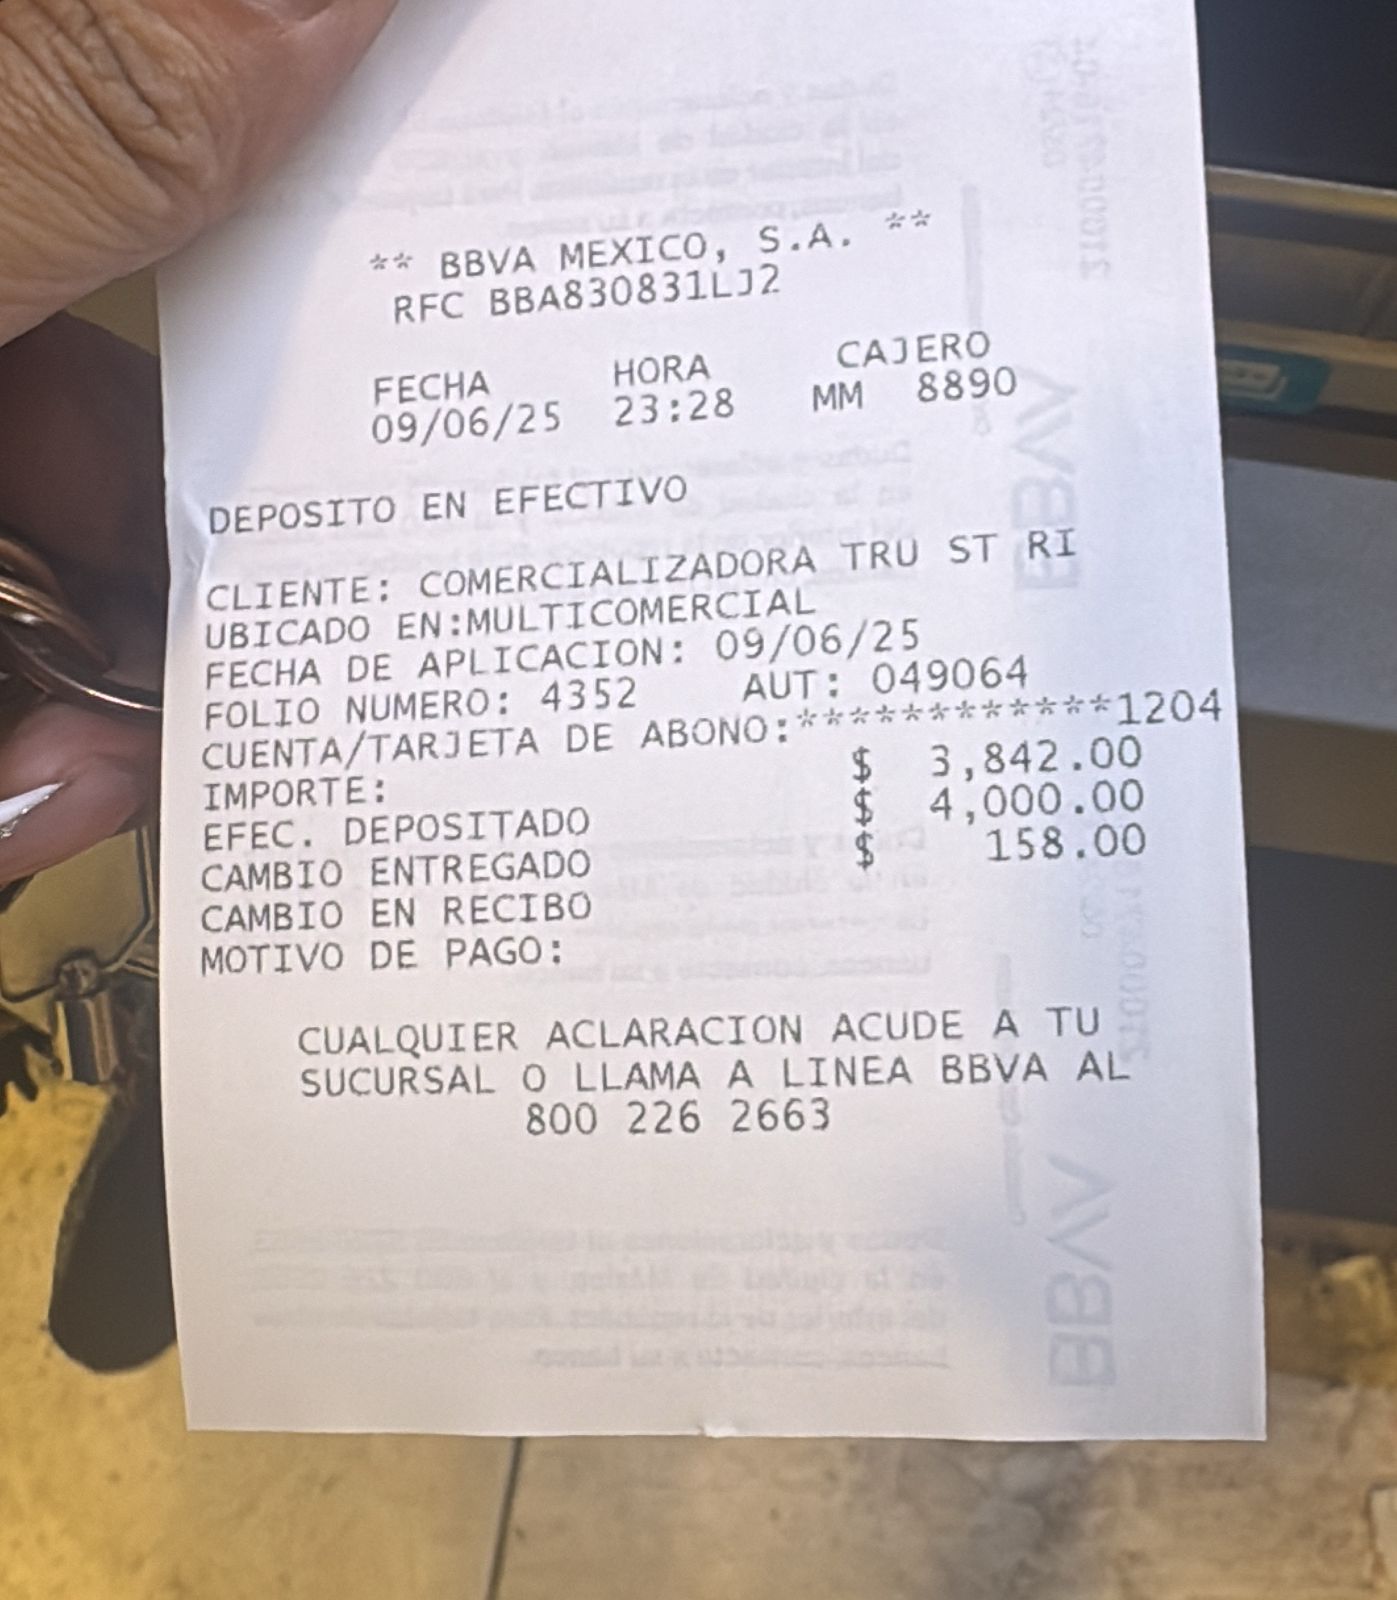 ** BBVA MEXICO, S.A. **
RFC BBA830831LJ2
FECHA HORA CAJERO
09/06/25 23:28 MM 8890
DEPOSITO EN EFECTIVO
CLIENTE: COMERCIALIZADORA TRU ST RI
UBICADO EN:MULTICOMERCIAL
FECHA DE APLICACION: 09/06/25
FOLIO NUMERO: 4352 AUT: 049064
CUENTA/TARJETA DE ABONO:************1204
IMPORTE: $ 3,842.00
EFEC. DEPOSITADO $ 4,000.00
CAMBIO ENTREGADO $ 158.00
CAMBIO EN RECIBO
MOTIVO DE PAGO:
CUALQUIER ACLARACION ACUDE A TU
SUCURSAL O LLAMA A LINEA BBVA AL
800 226 2663
BBVA
BBVA